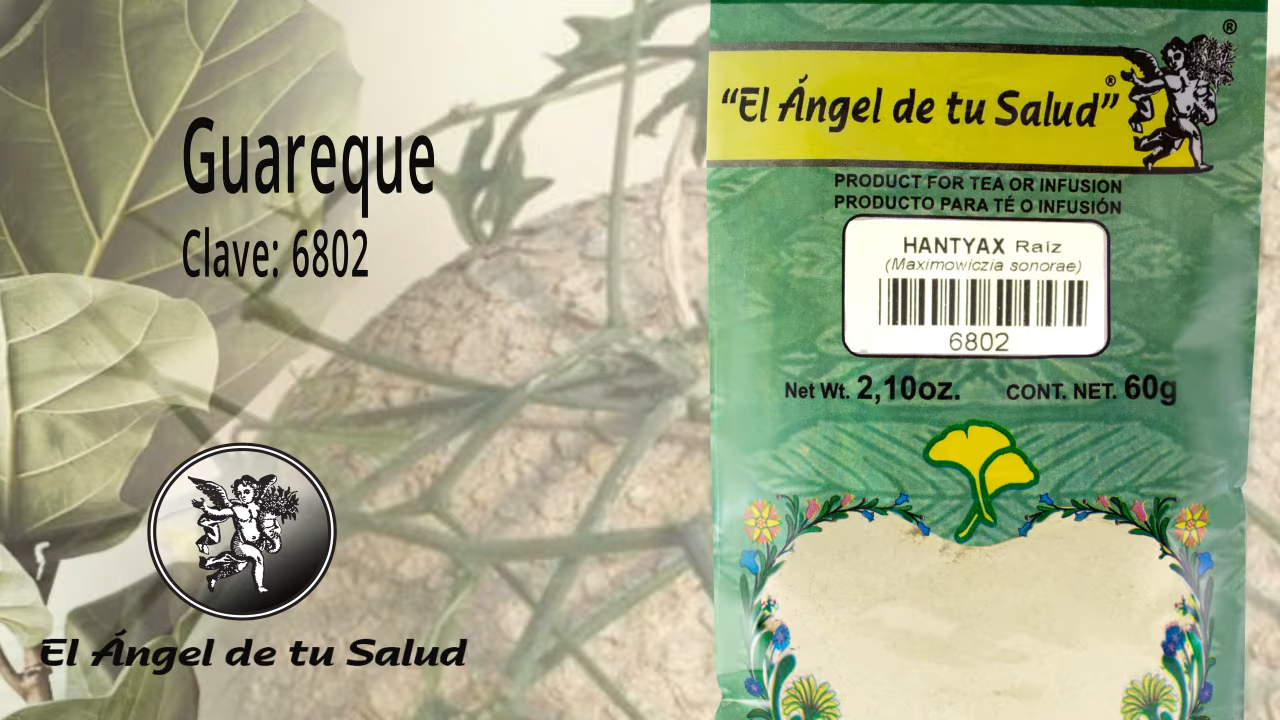 Guareque
Clave: 6802
El Ángel de tu Salud
®
"El Ángel de tu Salud"®
PRODUCT FOR TEA OR INFUSION
PRODUCTO PARA TÉ O INFUSIÓN
HANTYAX Raíz
(Maximowiczia sonorae)
6802
Net Wt. 2,10oz. CONT. NET. 60g